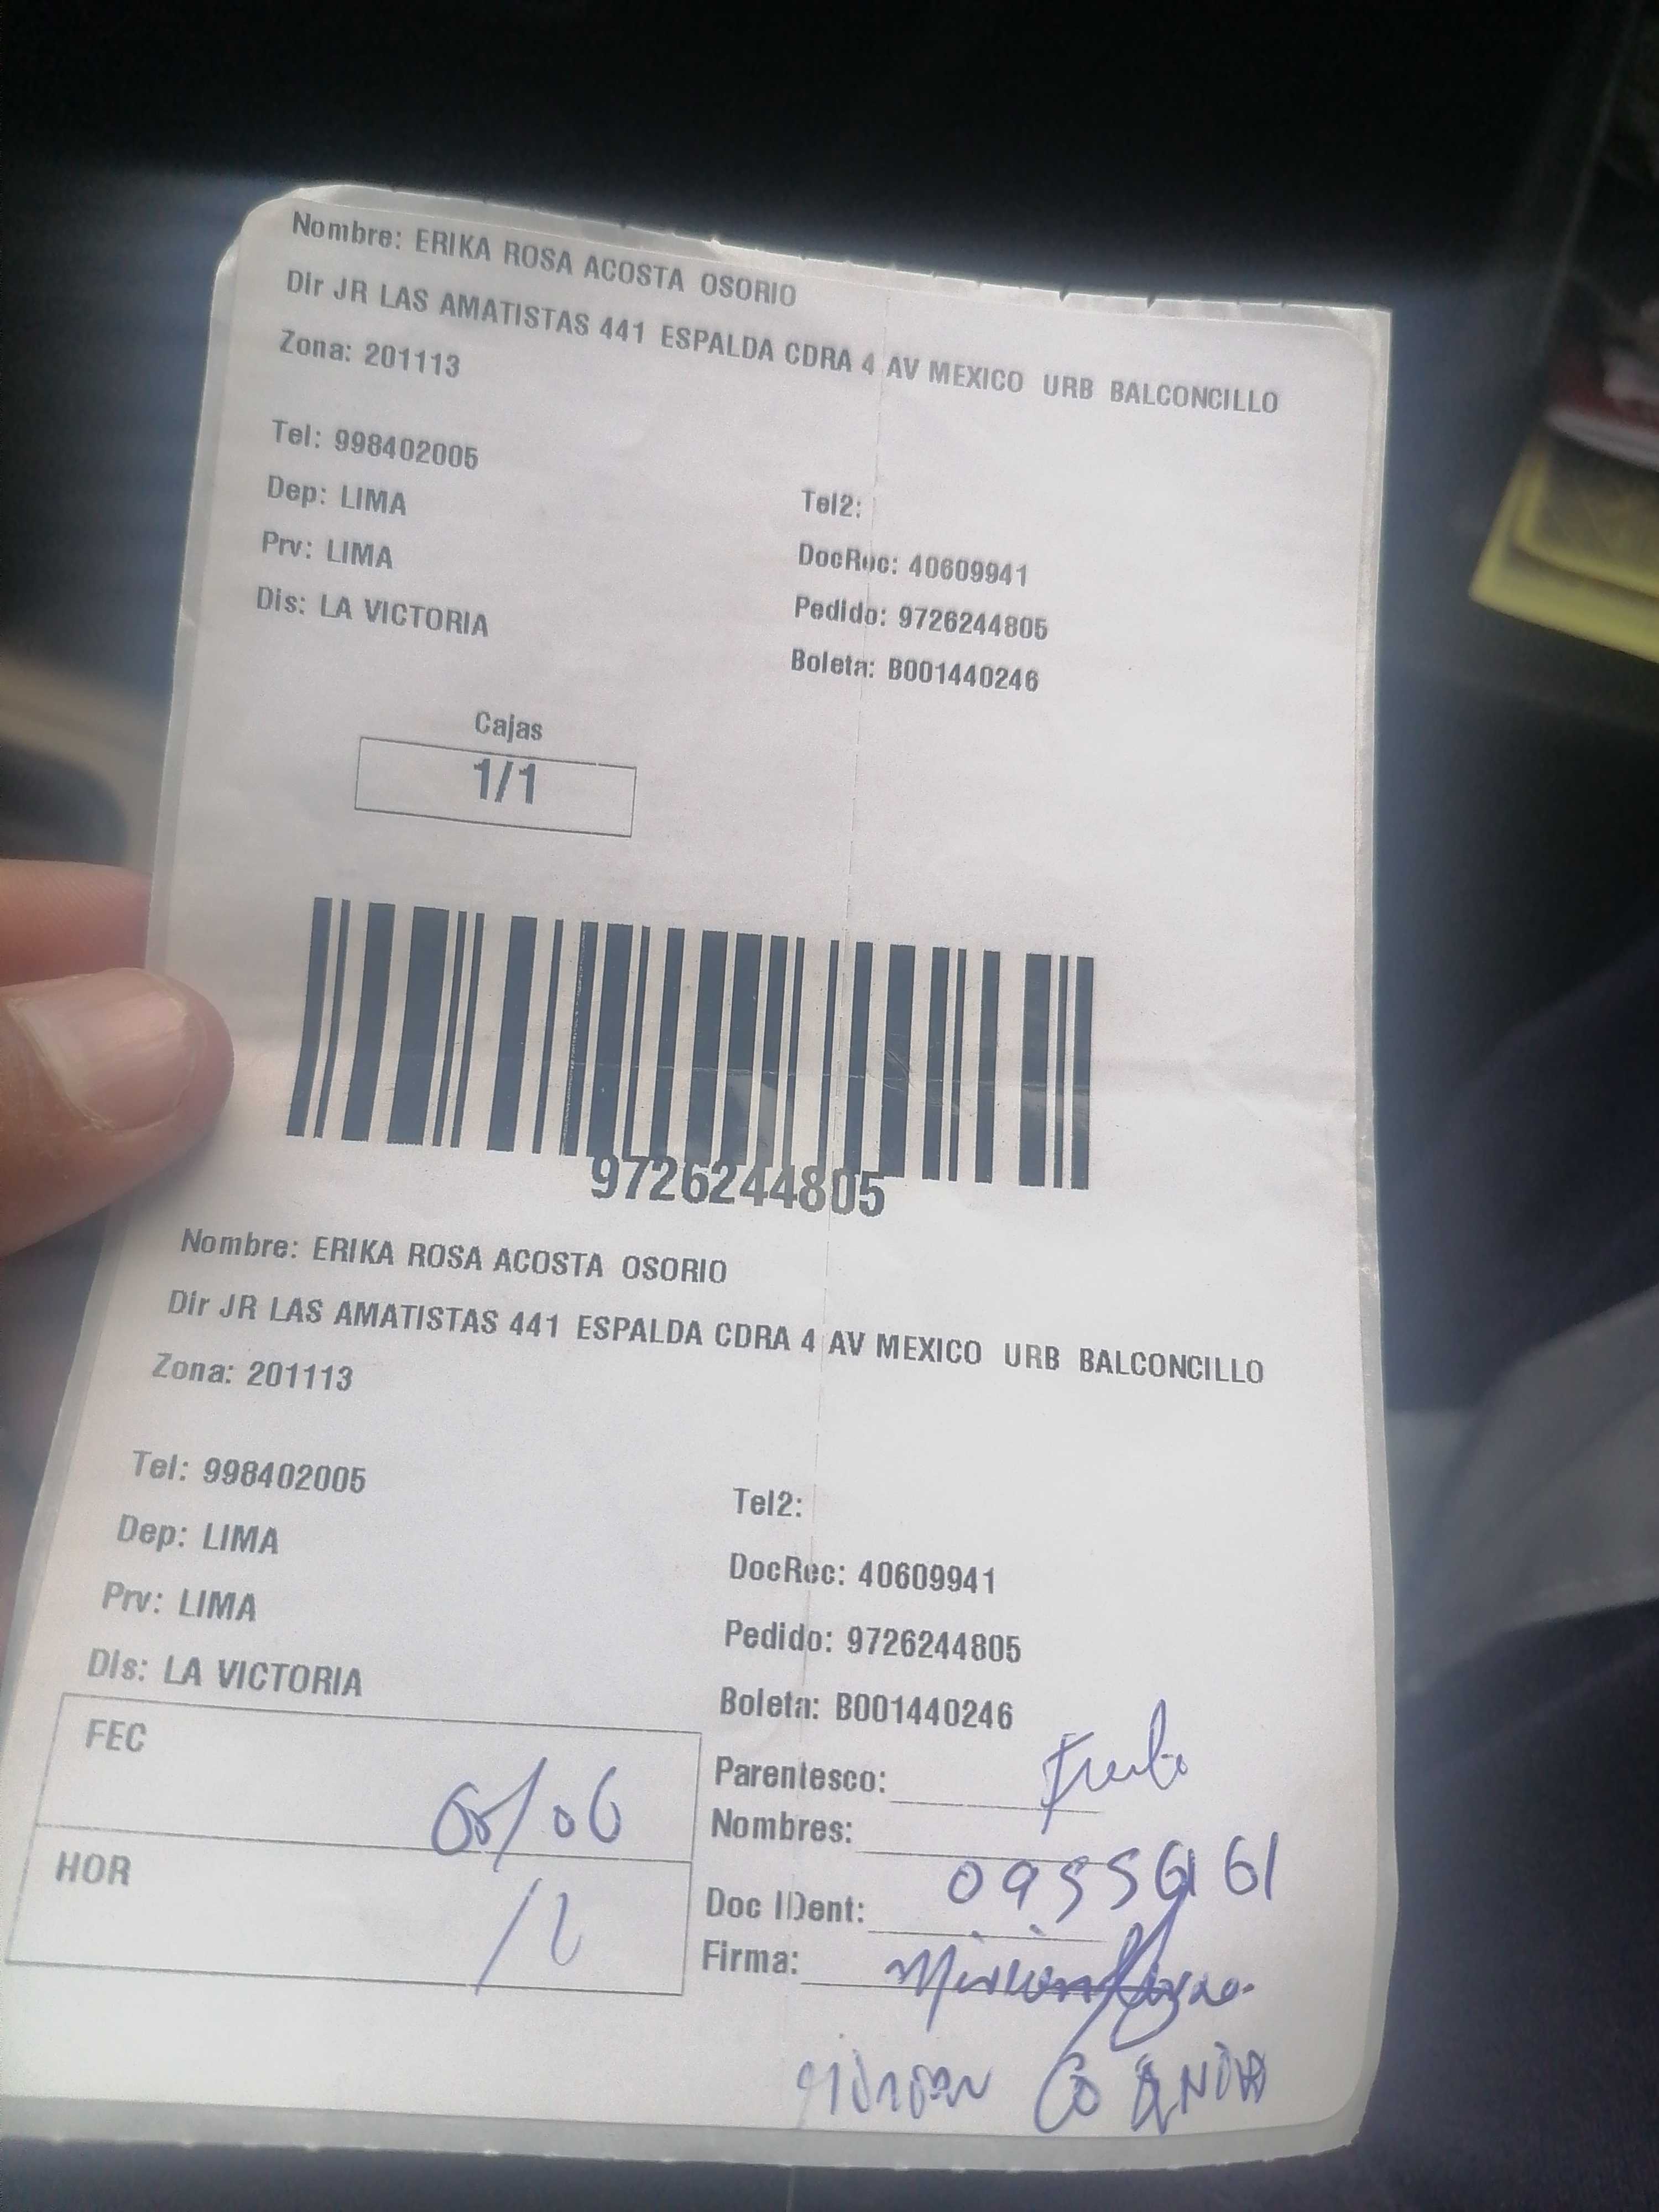 Nombre: ERIKA ROSA ACOSTA OSORIO
Dir JR LAS AMATISTAS 441 ESPALDA CDRA 4 AV MEXICO URB BALCONCILLO
Zona: 201113
Tel: 998402005
Tel2:
Dep: LIMA
DocRec: 40609941
Prv: LIMA
Pedido: 9726244805
Dis: LA VICTORIA
Boleta: B001440246
Cajas
1/1
9726244805
Nombre: ERIKA ROSA ACOSTA OSORIO
Dir JR LAS AMATISTAS 441 ESPALDA CDRA 4 AV MEXICO URB BALCONCILLO
Zona: 201113
Tel: 998402005
Tel2:
Dep: LIMA
DocRec: 40609941
Prv: LIMA
Pedido: 9726244805
Dis: LA VICTORIA
Boleta: B001440246
FEC
Parentesco:
Nombres:
HOR
Doc IDent: 09556161
Firma: